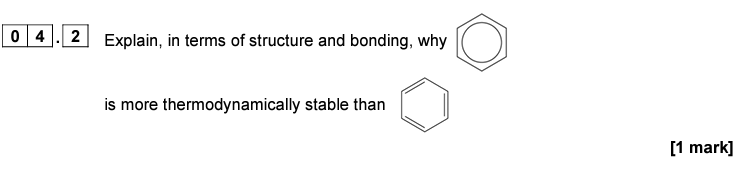 0 4 . 2 Explain, in terms of structure and bonding, why
is more thermodynamically stable than
[1 mark]